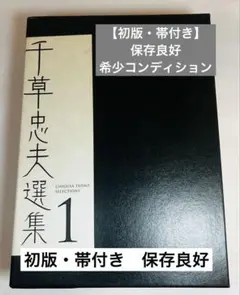 【初版・帯付き】
保存良好
希少コンディション
千草忠夫選集
CHIGUSA TADAO
SELECTIONS
1
初版・帯付き　保存良好